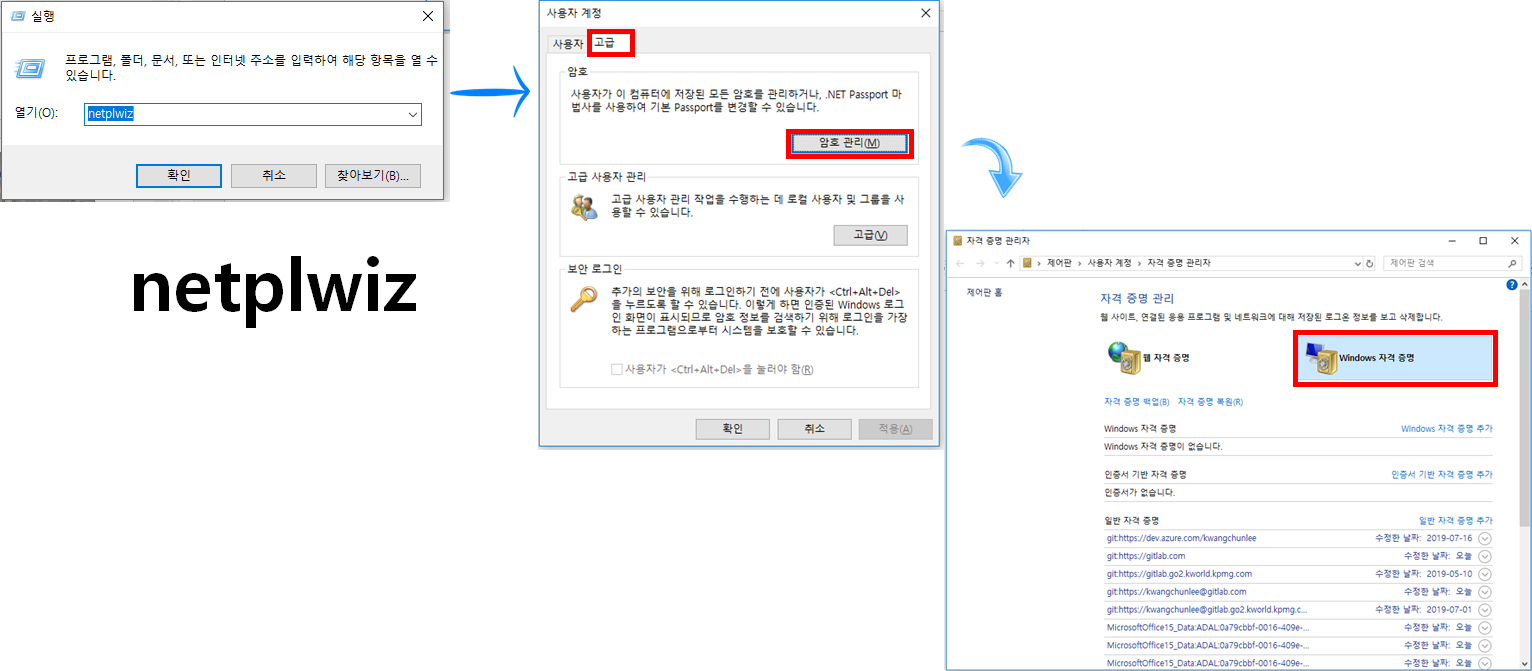 실행
프로그램, 폴더, 문서, 또는 인터넷 주소를 입력하여 해당 항목을 열 수
있습니다.
열기(O):
netplwiz
확인
취소
찾아보기(B)...
netplwiz
사용자 계정
사용자
고급
암호
사용자가 이 컴퓨터에 저장된 모든 암호를 관리하거나, .NET Passport 마
법사를 사용하여 기본 Passport를 변경할 수 있습니다.
암호 관리(M)
고급 사용자 관리
고급 사용자 관리 작업을 수행하는 데 로컬 사용자 및 그룹을 사
용할 수 있습니다.
고급(V)
보안 로그인
추가의 보안을 위해 로그인하기 전에 사용자가 <Ctrl+Alt+Del>
을 누르도록 할 수 있습니다. 이렇게 하면 인증된 Windows 로그
인 화면이 표시되므로 암호 정보를 검색하기 위해 로그인을 가장
하는 프로그램으로부터 시스템을 보호할 수 있습니다.
사용자가 <Ctrl+Alt+Del>을 눌러야 함(R)
확인
취소
적용(A)
자격 증명 관리자
제어판 › 사용자 계정 › 자격 증명 관리자
제어판 검색
제어판 홈
자격 증명 관리
웹 사이트, 연결된 응용 프로그램 및 네트워크에 대해 저장된 로그온 정보를 보고 삭제합니다.
웹 자격 증명
Windows 자격 증명
자격 증명 백업(B) 자격 증명 복원(R)
Windows 자격 증명 Windows 자격 증명 추가
Windows 자격 증명이 없습니다.
인증서 기반 자격 증명 인증서 기반 자격 증명 추가
인증서가 없습니다.
일반 자격 증명 일반 자격 증명 추가
git:https://dev.azure.com/kwangchunlee 수정한 날짜: 2019-07-16
git:https://gitlab.com 수정한 날짜: 오늘
git:https://gitlab.go2.kworld.kpmg.com 수정한 날짜: 2019-05-10
git:https://kwangchunlee@gitlab.com 수정한 날짜: 오늘
git:https://kwangchunlee@gitlab.go2.kworld.kpmg.c... 수정한 날짜: 2019-07-01
MicrosoftOffice15_Data:ADAL:0a79cbbf-0016-409e-... 수정한 날짜: 오늘
MicrosoftOffice15_Data:ADAL:0a79cbbf-0016-409e-... 수정한 날짜: 오늘
MicrosoftOffice15_Data:ADAL:0a79cbbf-0016-409e-... 수정한 날짜: 오늘